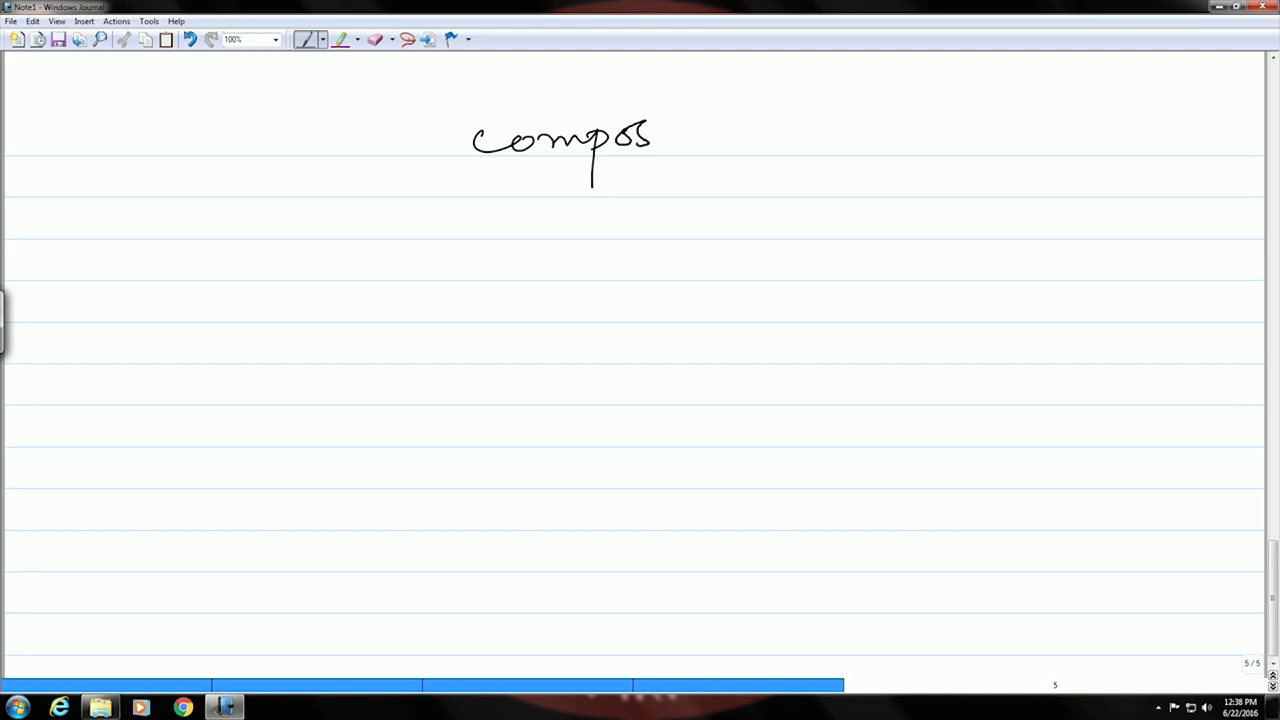 Note1 - Windows Journal
File Edit View Insert Actions Tools Help
100%
compos
5 / 5
5
12:38 PM
6/22/2016